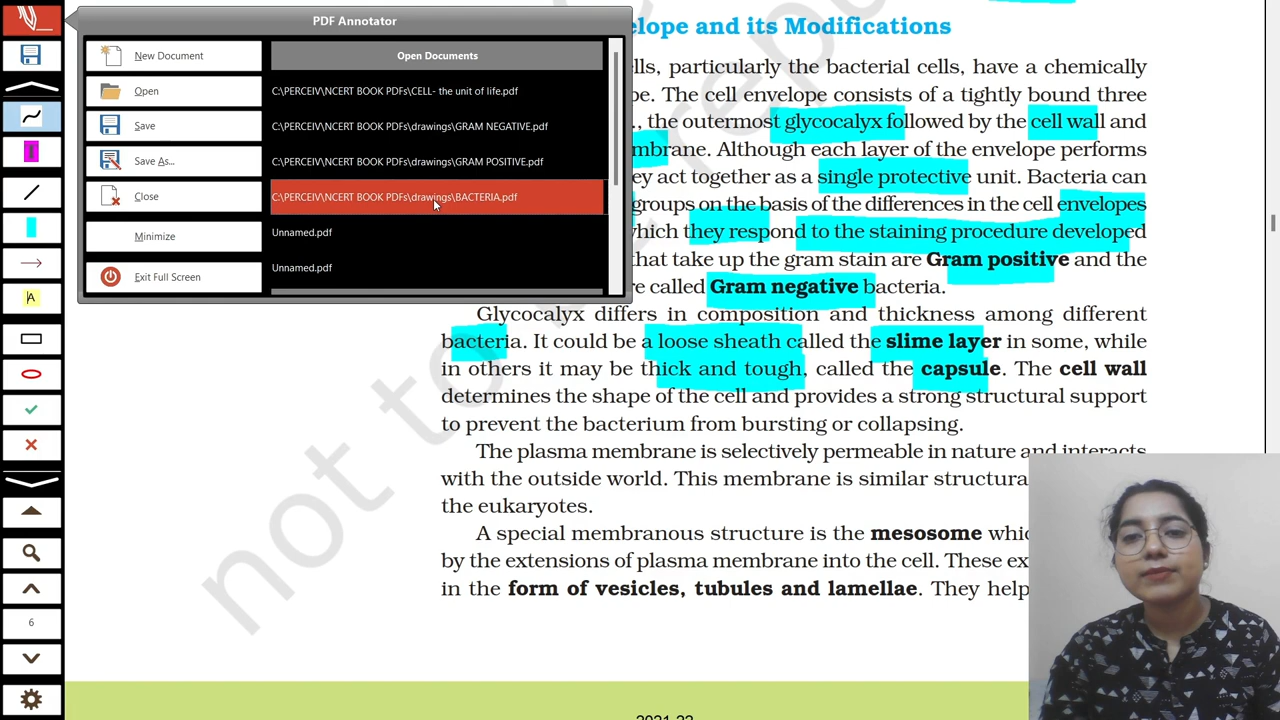 PDF Annotator
New Document
Open
Save
Save As...
Close
Minimize
Exit Full Screen
Open Documents
C:\PERCEIV\NCERT BOOK PDFs\CELL- the unit of life.pdf
C:\PERCEIV\NCERT BOOK PDFs\drawings\GRAM NEGATIVE.pdf
C:\PERCEIV\NCERT BOOK PDFs\drawings\GRAM POSITIVE.pdf
C:\PERCEIV\NCERT BOOK PDFs\drawings\BACTERIA.pdf
Unnamed.pdf
Unnamed.pdf
A
6
elope and its Modifications
ells, particularly the bacterial cells, have a chemically
pe. The cell envelope consists of a tightly bound three
., the outermost glycocalyx followed by the cell wall and
mbrane. Although each layer of the envelope performs
ey act together as a single protective unit. Bacteria can
groups on the basis of the differences in the cell envelopes
which they respond to the staining procedure developed
that take up the gram stain are Gram positive and the
re called Gram negative bacteria.
Glycocalyx differs in composition and thickness among different
bacteria. It could be a loose sheath called the slime layer in some, while
in others it may be thick and tough, called the capsule. The cell wall
determines the shape of the cell and provides a strong structural support
to prevent the bacterium from bursting or collapsing.
The plasma membrane is selectively permeable in nature and interacts
with the outside world. This membrane is similar structura
the eukaryotes.
A special membranous structure is the mesosome whic
by the extensions of plasma membrane into the cell. These ex
in the form of vesicles, tubules and lamellae. They help
not to
2021-22